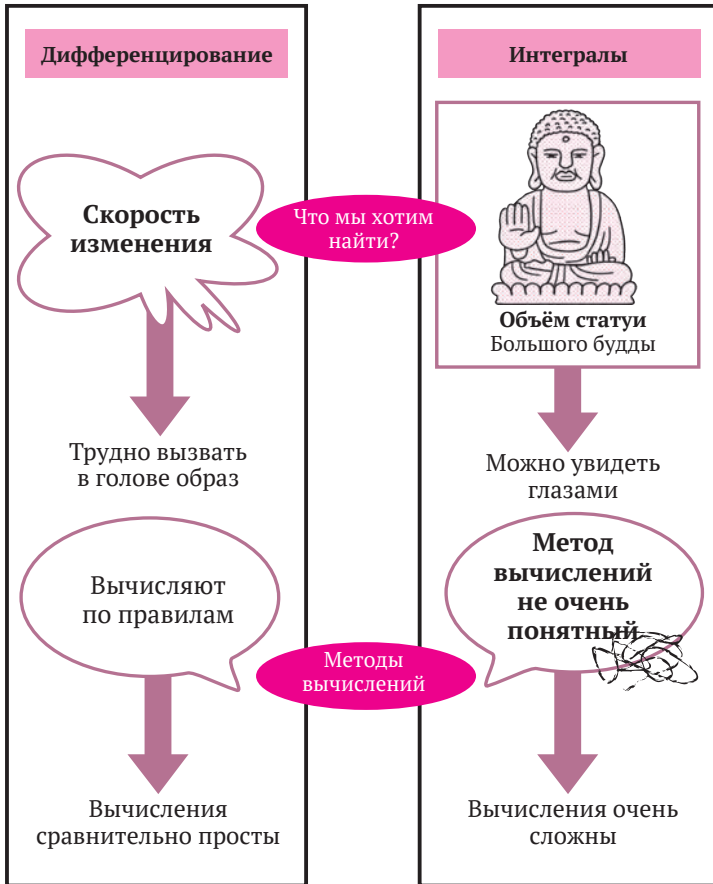 Дифференцирование
Интегралы
Что мы хотим
найти?
Скорость
изменения
Объём статуи
Большого будды
Трудно вызвать
в голове образ
Можно увидеть
глазами
Вычисляют
по правилам
Метод
вычислений
не очень
понятный
Методы
вычислений
Вычисления
сравнительно просты
Вычисления очень
сложны